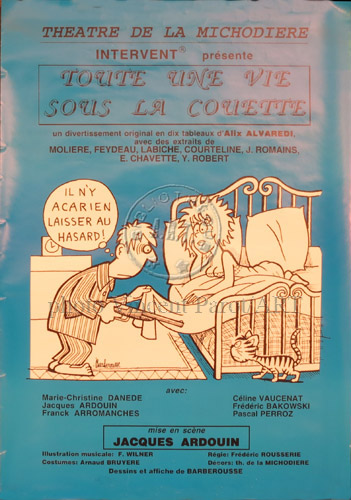 THEATRE DE LA MICHODIERE
INTERVENT® présente
TOUTE UNE VIE
SOUS LA COUETTE
un divertissement original en dix tableaux d'Alix ALVAREDI,
avec des extraits de
MOLIERE, FEYDEAU, LABICHE, COURTELINE, J. ROMAINS,
E. CHAVETTE, Y. ROBERT
IL N'Y
ACARIEN
LAISSER AU
HASARD!
Barberousse
avec:
Marie-Christine DANEDE
Jacques ARDOUIN
Franck ARROMANCHES
Céline VAUCENAT
Frédéric BAKOWSKI
Pascal PERROZ
mise en scène
JACQUES ARDOUIN
Illustration musicale: F. WILNER
Régie: Frédéric ROUSSERIE
Costumes: Arnaud BRUYERE
Décors: th. de la MICHODIERE
Dessins et affiche de BARBEROUSSE